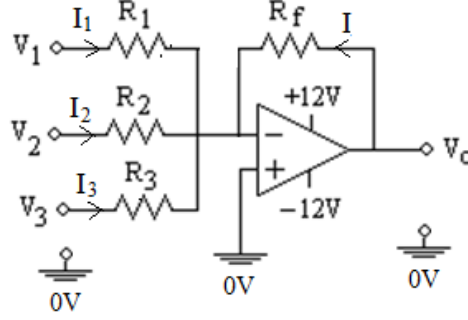 I1 R1 Rf I
V1
+12V
I2 R2
V2 − Vo
+
I3 R3
−12V
V3
0V 0V 0V